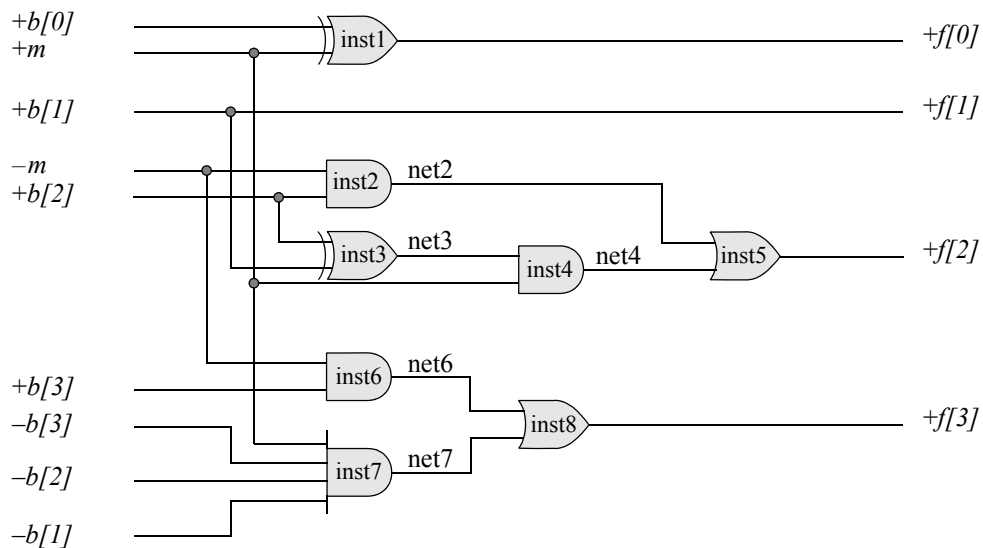 +b[0]
+m
inst1
+f[0]
+b[1]
+f[1]
–m
+b[2]
inst2
net2
inst3
net3
inst4
net4
inst5
+f[2]
inst6
net6
+b[3]
–b[3]
inst8
+f[3]
–b[2]
inst7
net7
–b[1]